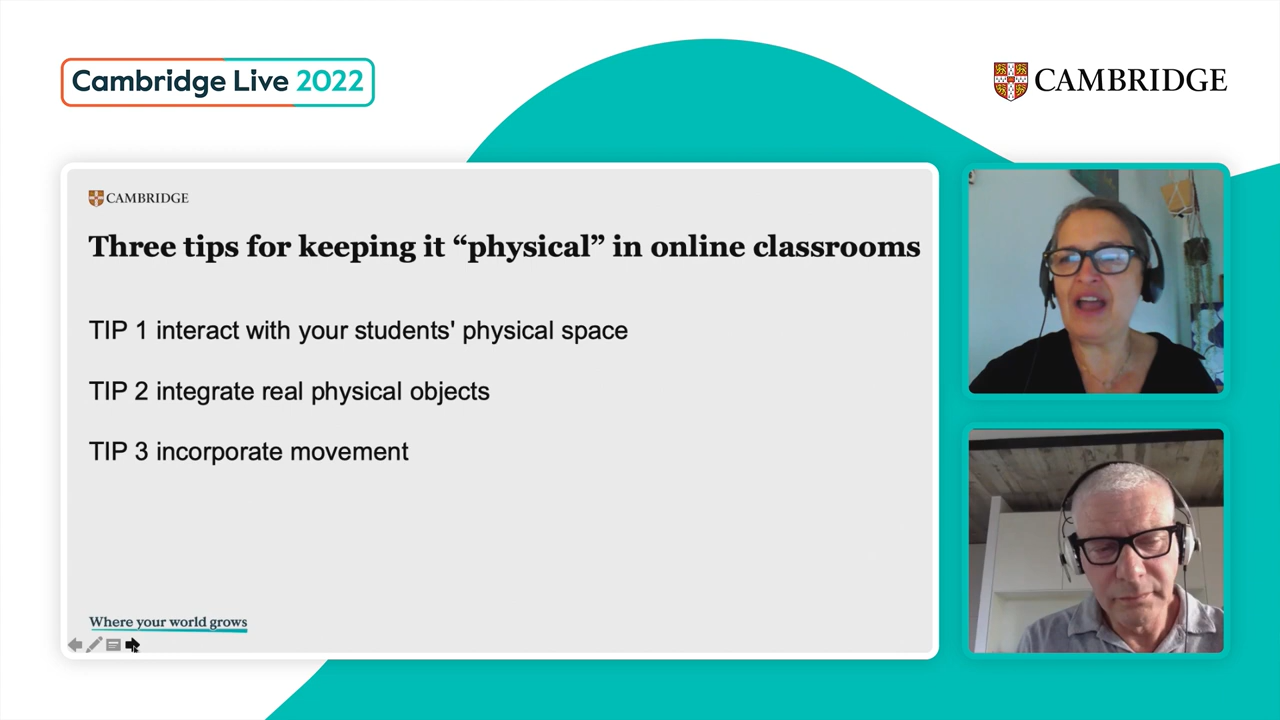 Cambridge Live 2022
CAMBRIDGE
CAMBRIDGE
Three tips for keeping it “physical” in online classrooms
TIP 1 interact with your students' physical space
TIP 2 integrate real physical objects
TIP 3 incorporate movement
Where your world grows